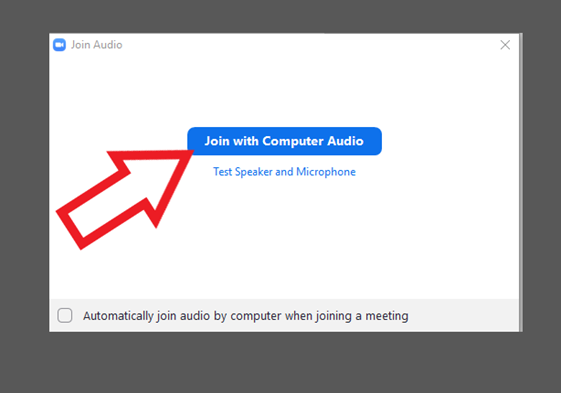 Join Audio
Join with Computer Audio
Test Speaker and Microphone
Automatically join audio by computer when joining a meeting